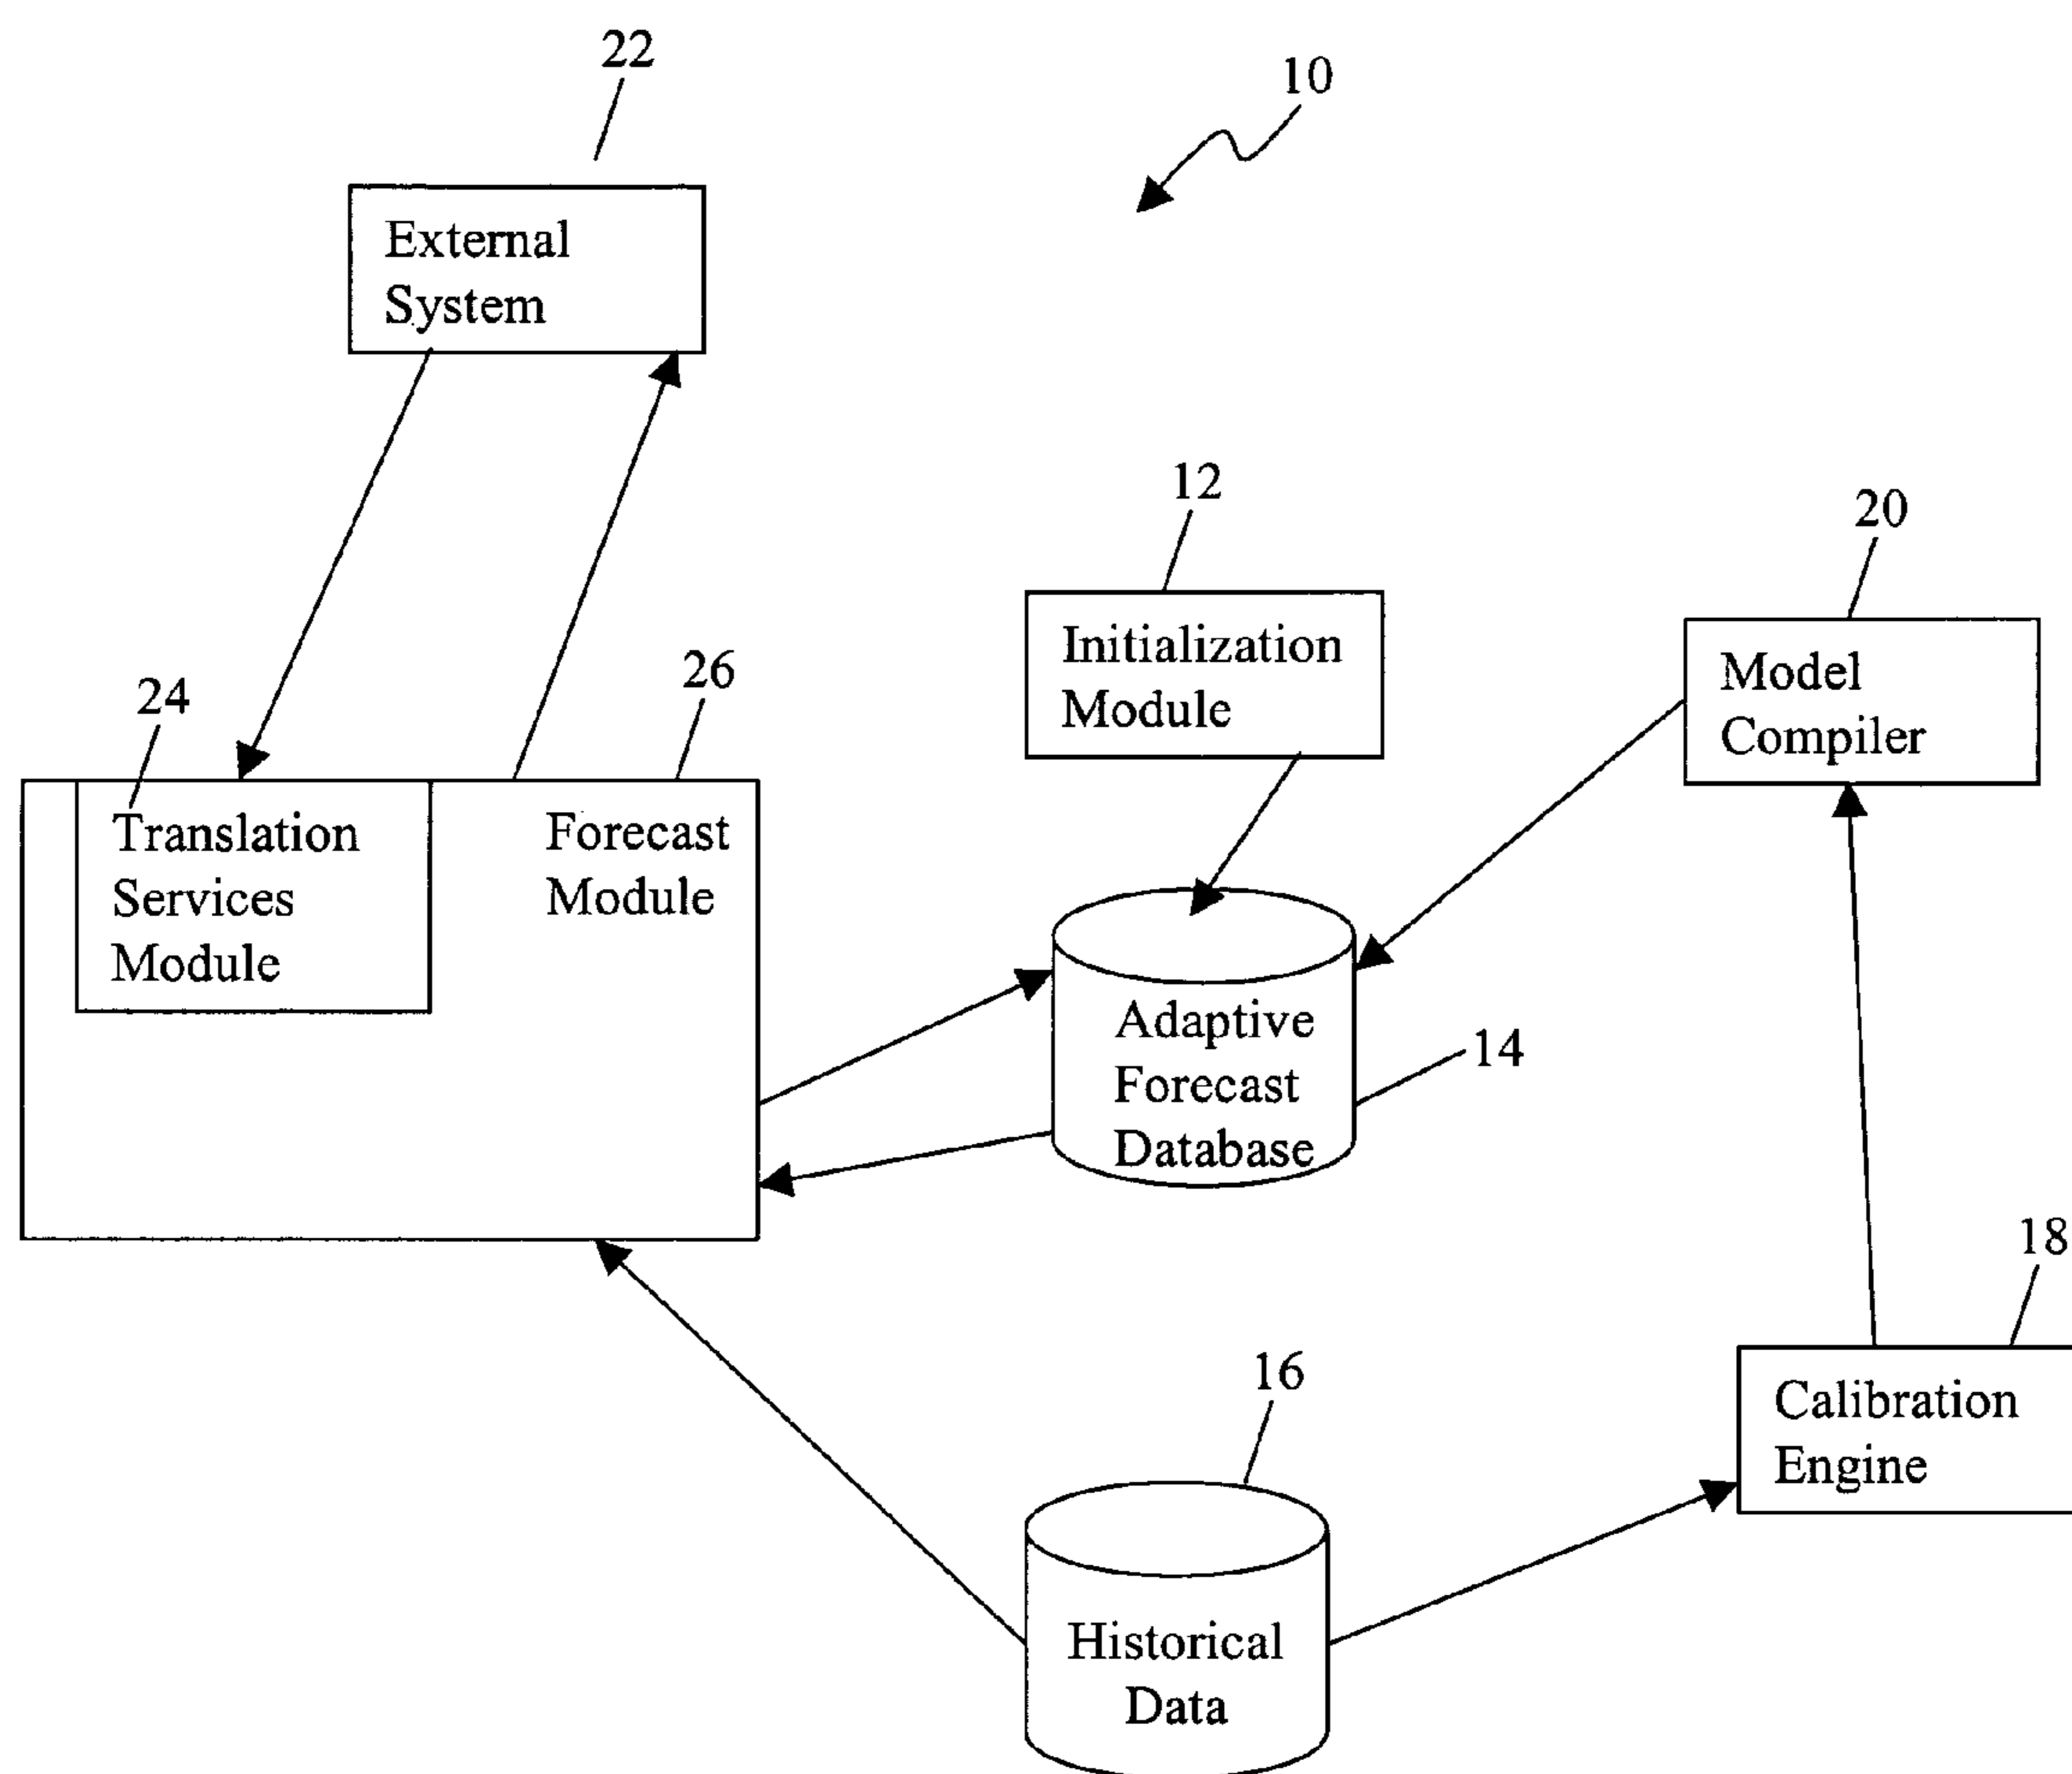 22
10
External
System
12
20
Initialization
Module
Model
Compiler
24
26
Translation
Services
Module
Forecast
Module
Adaptive
Forecast
Database
14
18
16
Calibration
Engine
Historical
Data